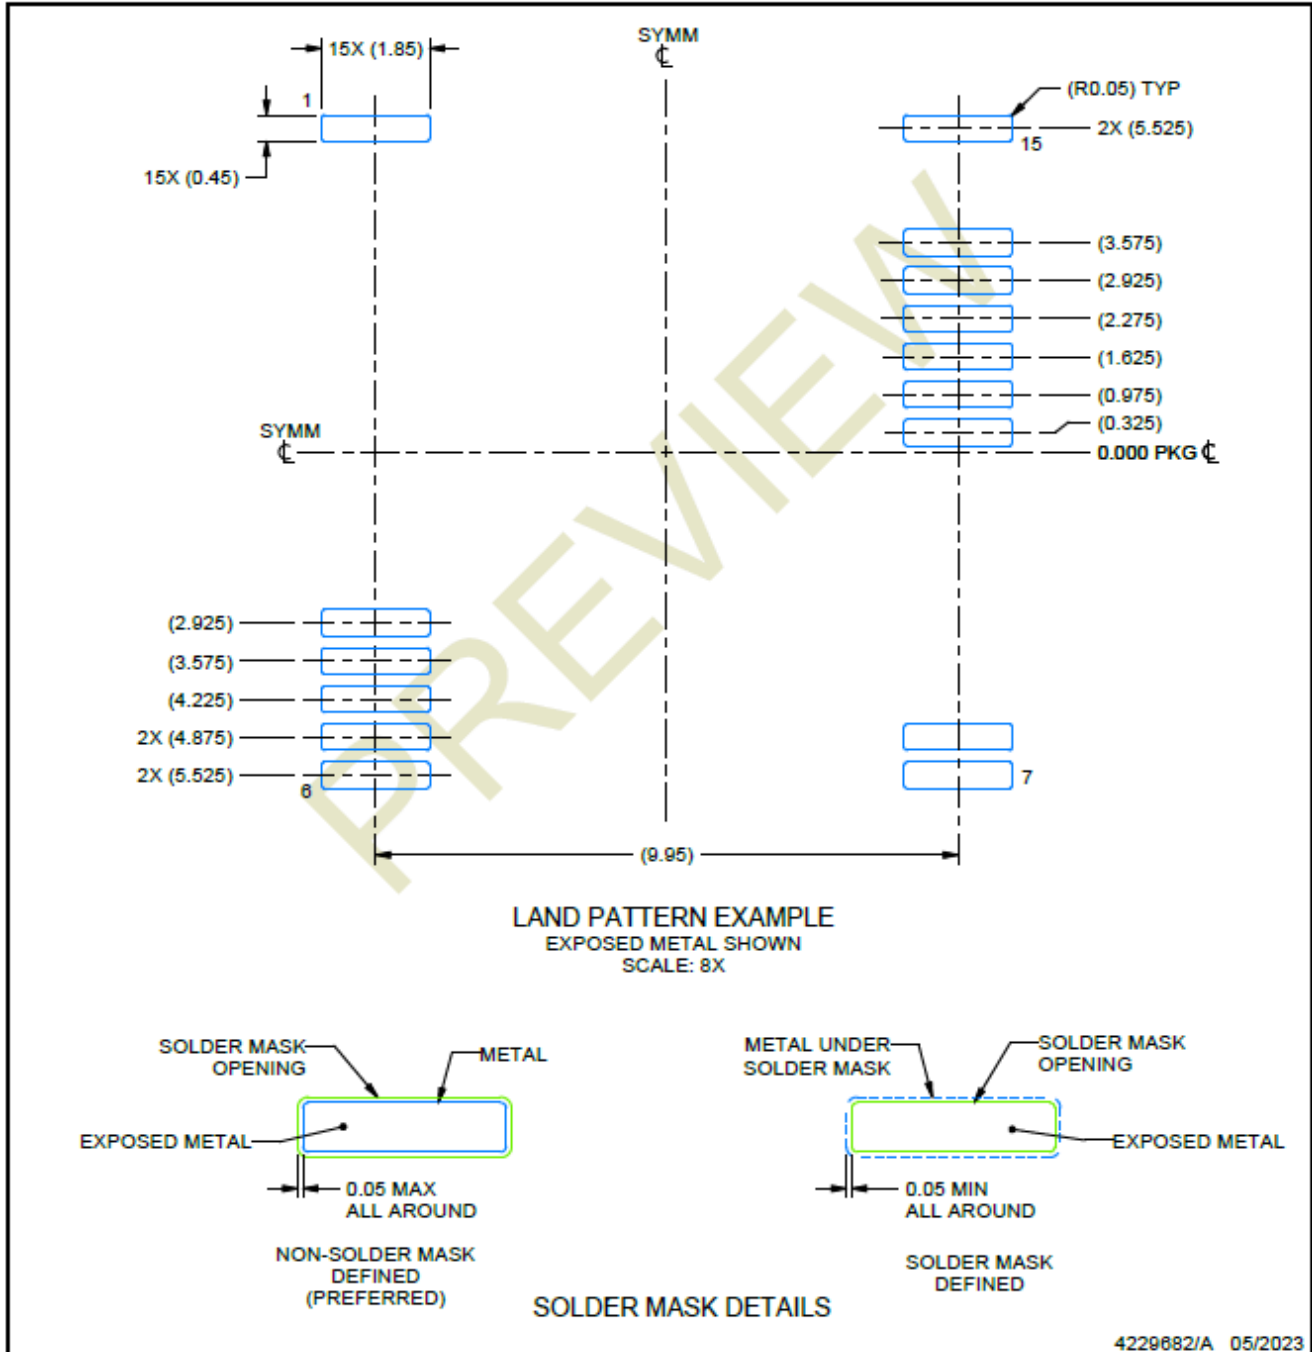 SYMM
℄
15X (1.85)
1
(R0.05) TYP
2X (5.525)
15
15X (0.45)
(3.575)
(2.925)
(2.275)
(1.625)
(0.975)
(0.325)
SYMM
℄
0.000 PKG ℄
(2.925)
(3.575)
(4.225)
2X (4.875)
2X (5.525)
6
7
(9.95)
PREVIEW
LAND PATTERN EXAMPLE
EXPOSED METAL SHOWN
SCALE: 8X
SOLDER MASK
OPENING
METAL
EXPOSED METAL
0.05 MAX
ALL AROUND
NON-SOLDER MASK
DEFINED
(PREFERRED)
METAL UNDER
SOLDER MASK
SOLDER MASK
OPENING
EXPOSED METAL
0.05 MIN
ALL AROUND
SOLDER MASK
DEFINED
SOLDER MASK DETAILS
4229682/A 05/2023